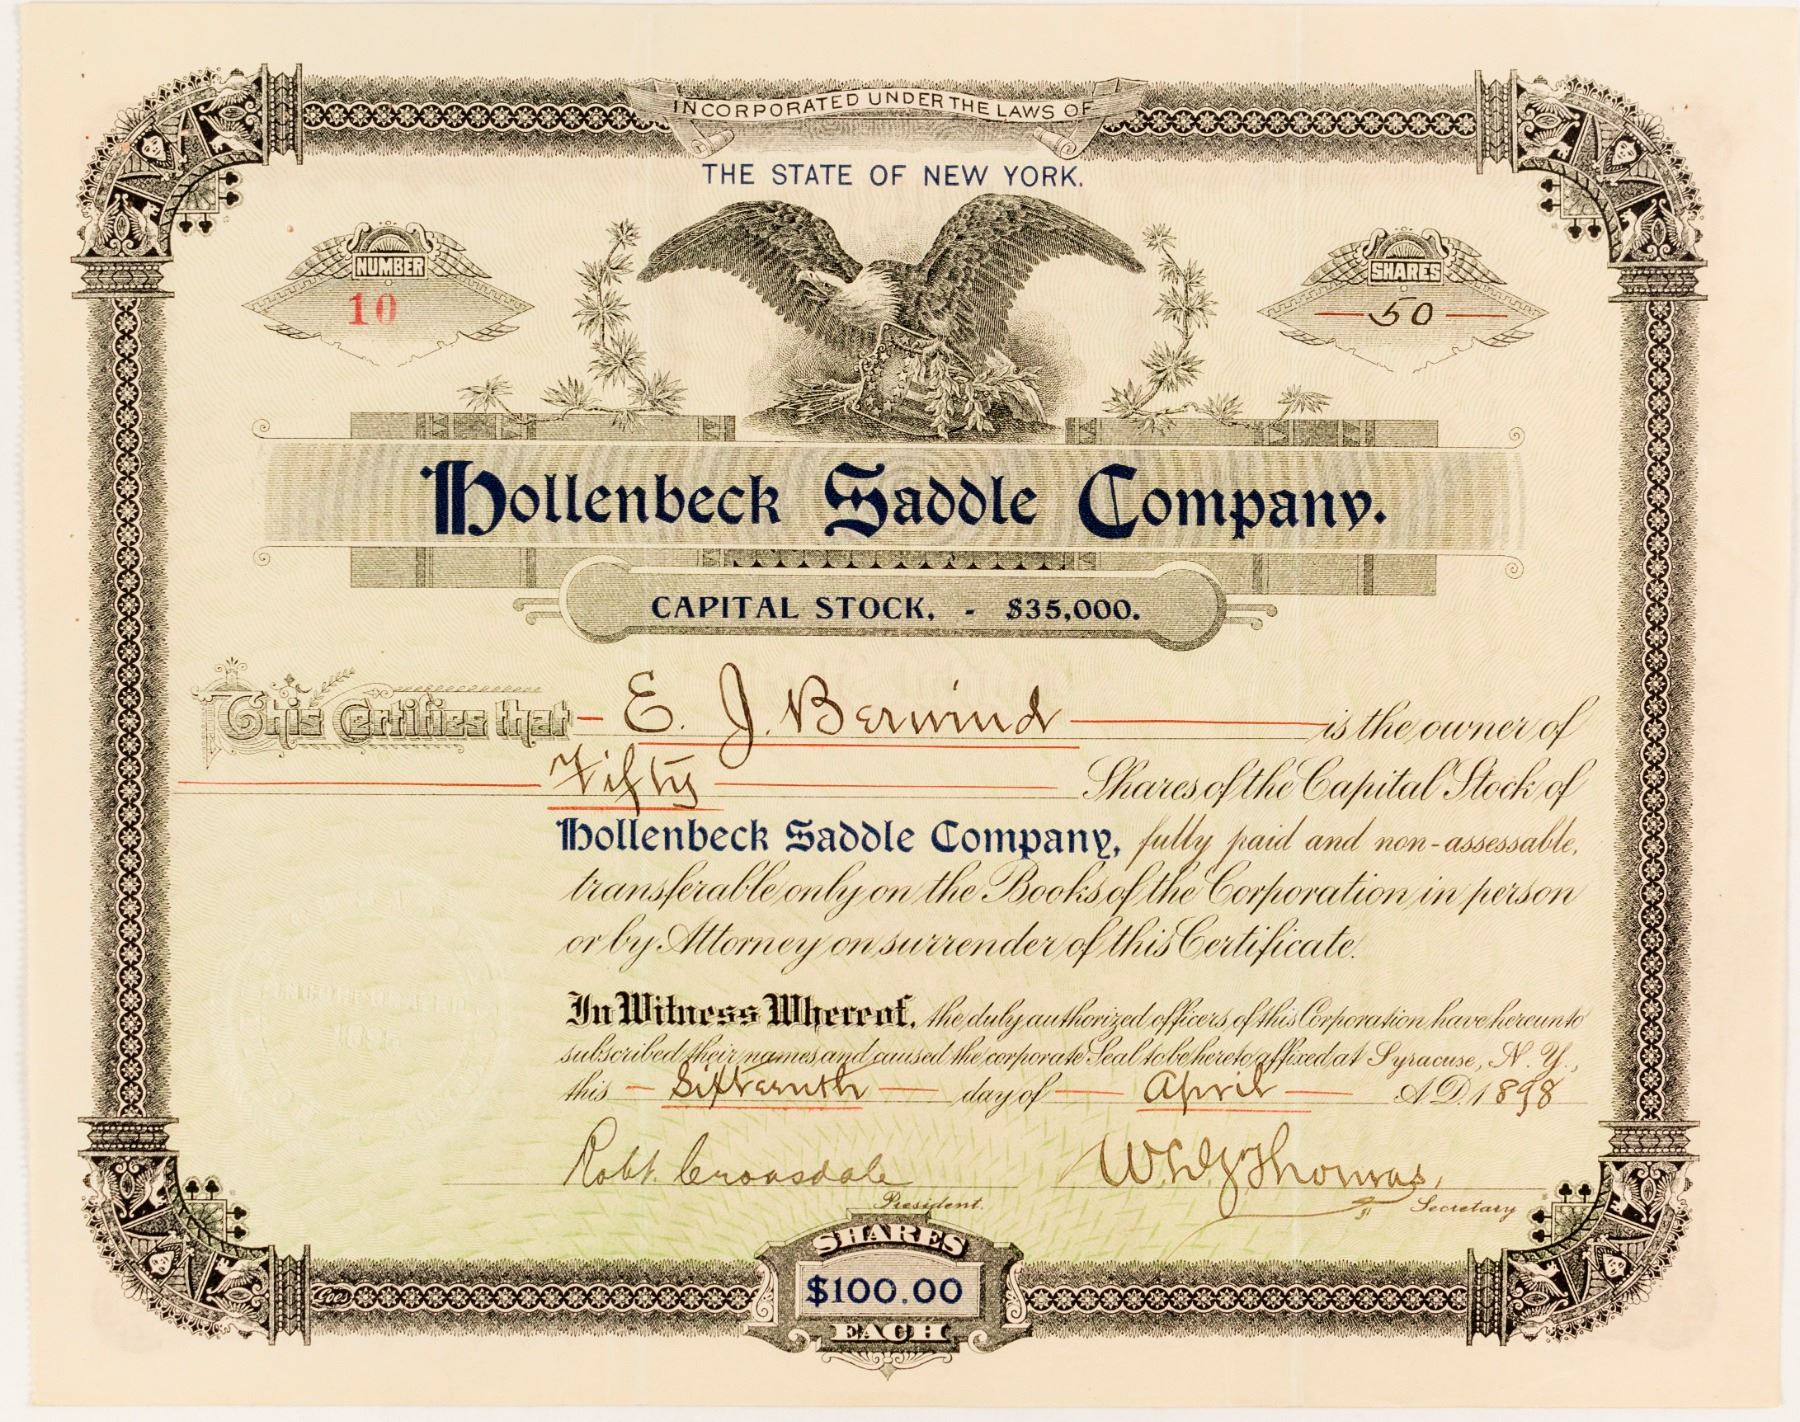 INCORPORATED UNDER THE LAWS OF
THE STATE OF NEW YORK.
NUMBER
10
SHARES
50
Hollenbeck Saddle Company.
CAPITAL STOCK. - $35,000.
This Certifies that E. J. Berwind is the owner of
Fifty Shares of the Capital Stock of
Hollenbeck Saddle Company, fully paid and non-assessable,
transferable only on the Books of the Corporation in person
or by Attorney on surrender of this Certificate.
In Witness Whereof, the duly authorized officers of this Corporation have hereunto
subscribed their names and caused the corporate Seal to be hereto affixed at Syracuse, N. Y.,
this Sixteenth day of April A.D. 1898
Robt. Croasdale
President.
Thomas,
Secretary
SHARES
$100.00
EACH
Goes
INCORPORATED